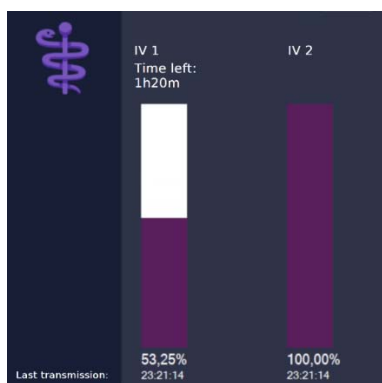 IV 1
IV 2
Time left:
1h20m
53,25%
100,00%
Last transmission:
23:21:14
23:21:14